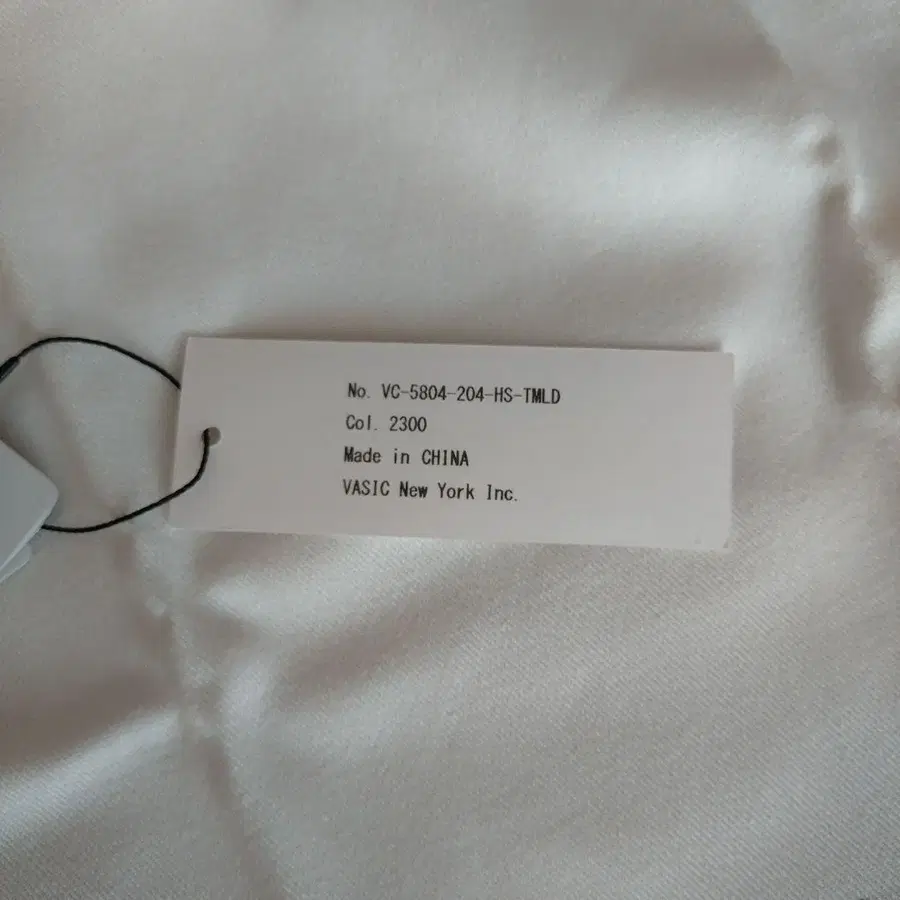 No. VC-5804-204-HS-TMLD
Col. 2300
Made in CHINA
VASIC New York Inc.